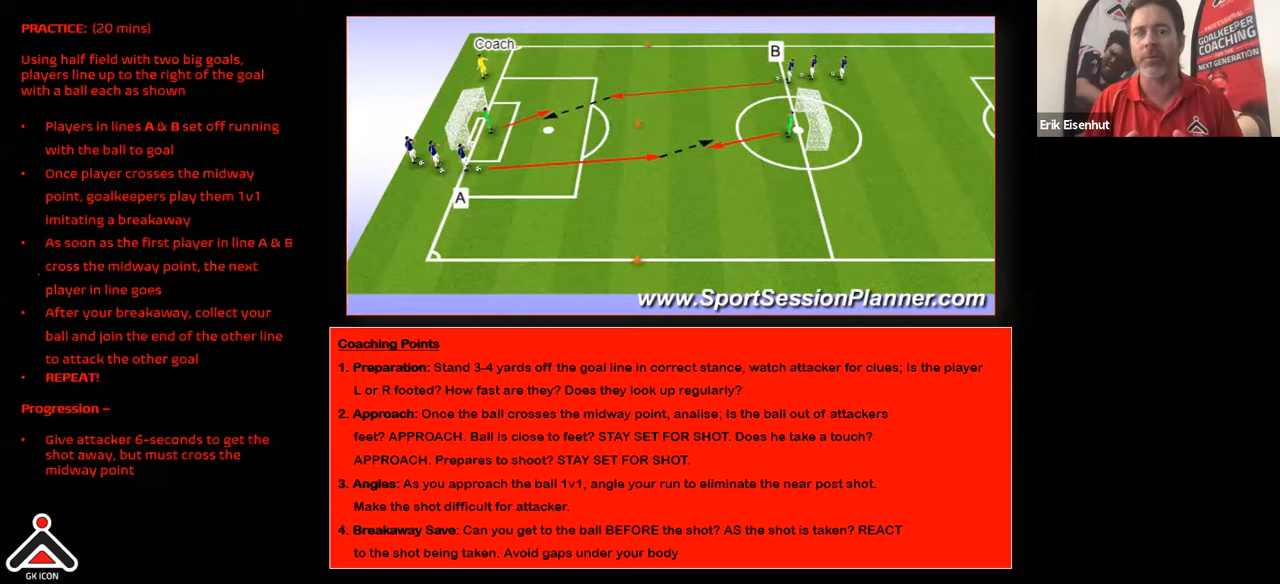 PRACTICE: (20 mins)
Using half field with two big goals,
players line up to the right of the goal
with a ball each as shown
• Players in lines A & B set off running
with the ball to goal
• Once player crosses the midway
point, goalkeepers play them 1v1
imitating a breakaway
• As soon as the first player in line A & B
cross the midway point, the next
player in line goes
• After your breakaway, collect your
ball and join the end of the other line
to attack the other goal
• REPEAT!
Progression –
• Give attacker 6-seconds to get the
shot away, but must cross the
midway point
GK ICON
Coach
B
A
www.SportSessionPlanner.com
Coaching Points
1. Preparation: Stand 3-4 yards off the goal line in correct stance, watch attacker for clues; Is the player
L or R footed? How fast are they? Does they look up regularly?
2. Approach: Once the ball crosses the midway point, analise; Is the ball out of attackers
feet? APPROACH. Ball is close to feet? STAY SET FOR SHOT. Does he take a touch?
APPROACH. Prepares to shoot? STAY SET FOR SHOT.
3. Angles: As you approach the ball 1v1, angle your run to eliminate the near post shot.
Make the shot difficult for attacker.
4. Breakaway Save: Can you get to the ball BEFORE the shot? AS the shot is taken? REACT
to the shot being taken. Avoid gaps under your body
PROFESSIONAL
GOALKEEPER
COACHING
FOR THE
NEXT GENERATION
Erik Eisenhut